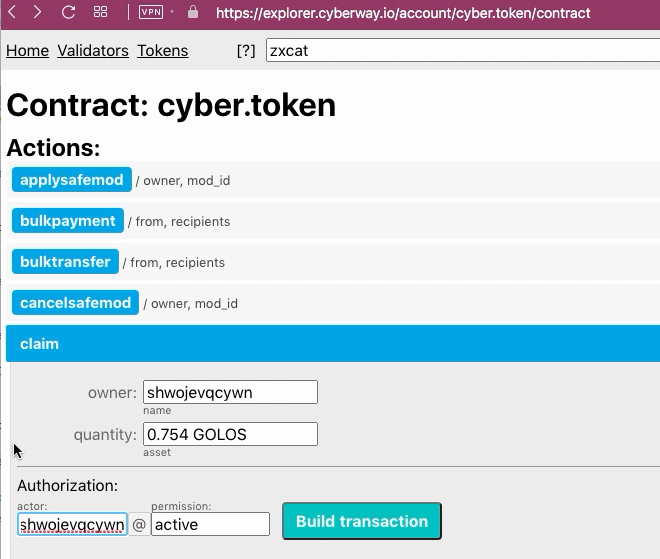 VPN https://explorer.cyberway.io/account/cyber.token/contract
Home Validators Tokens [?] zxcat
Contract: cyber.token
Actions:
applysafemod / owner, mod_id
bulkpayment / from, recipients
bulktransfer / from, recipients
cancelsafemod / owner, mod_id
claim
owner: shwojevqcywn
name
quantity: 0.754 GOLOS
asset
Authorization:
actor: permission:
shwojevqcywn @ active Build transaction